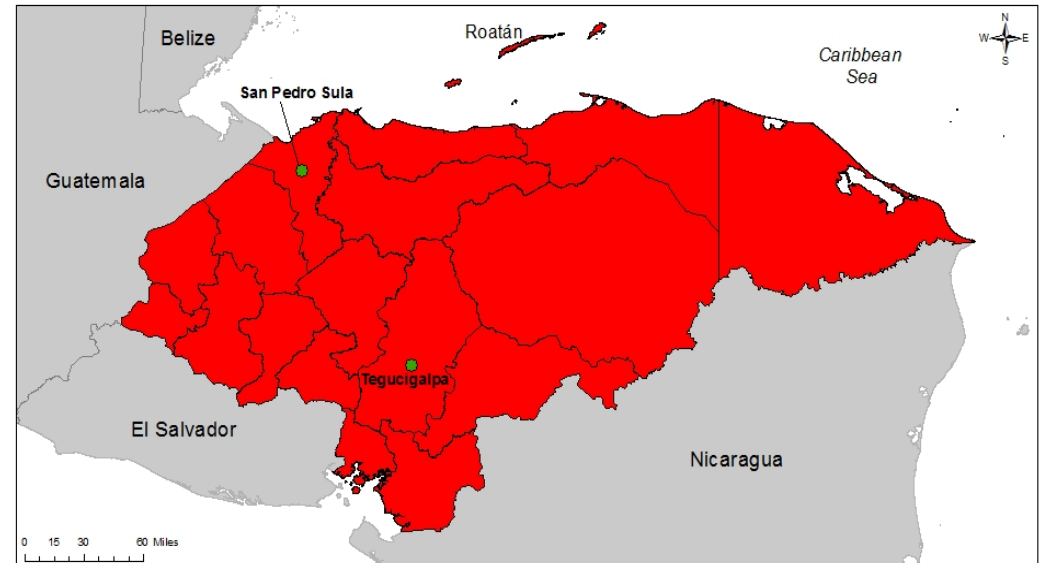 Belize
Roatán
N
W
E
S
Caribbean
Sea
San Pedro Sula
Guatemala
Tegucigalpa
El Salvador
Nicaragua
0 15 30 60 Miles